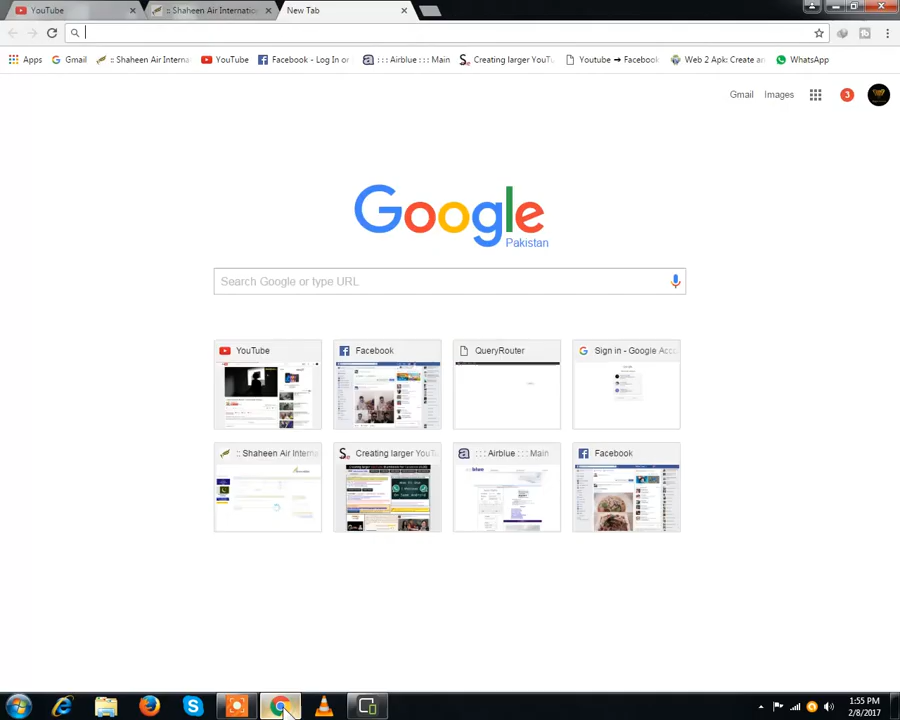 YouTube
:: Shaheen Air Internatio
New Tab
Apps
Gmail
:: Shaheen Air Interna
YouTube
Facebook - Log In or
: : : Airblue : : : Main
Creating larger YouTu
Youtube → Facebook
Web 2 Apk: Create an
WhatsApp
Gmail
Images
3
Google
Pakistan
Search Google or type URL
YouTube
Facebook
QueryRouter
Sign in - Google Acc
:: Shaheen Air Interna
Creating larger YouTu
: : : Airblue : : : Main
Facebook
1:55 PM
2/8/2017